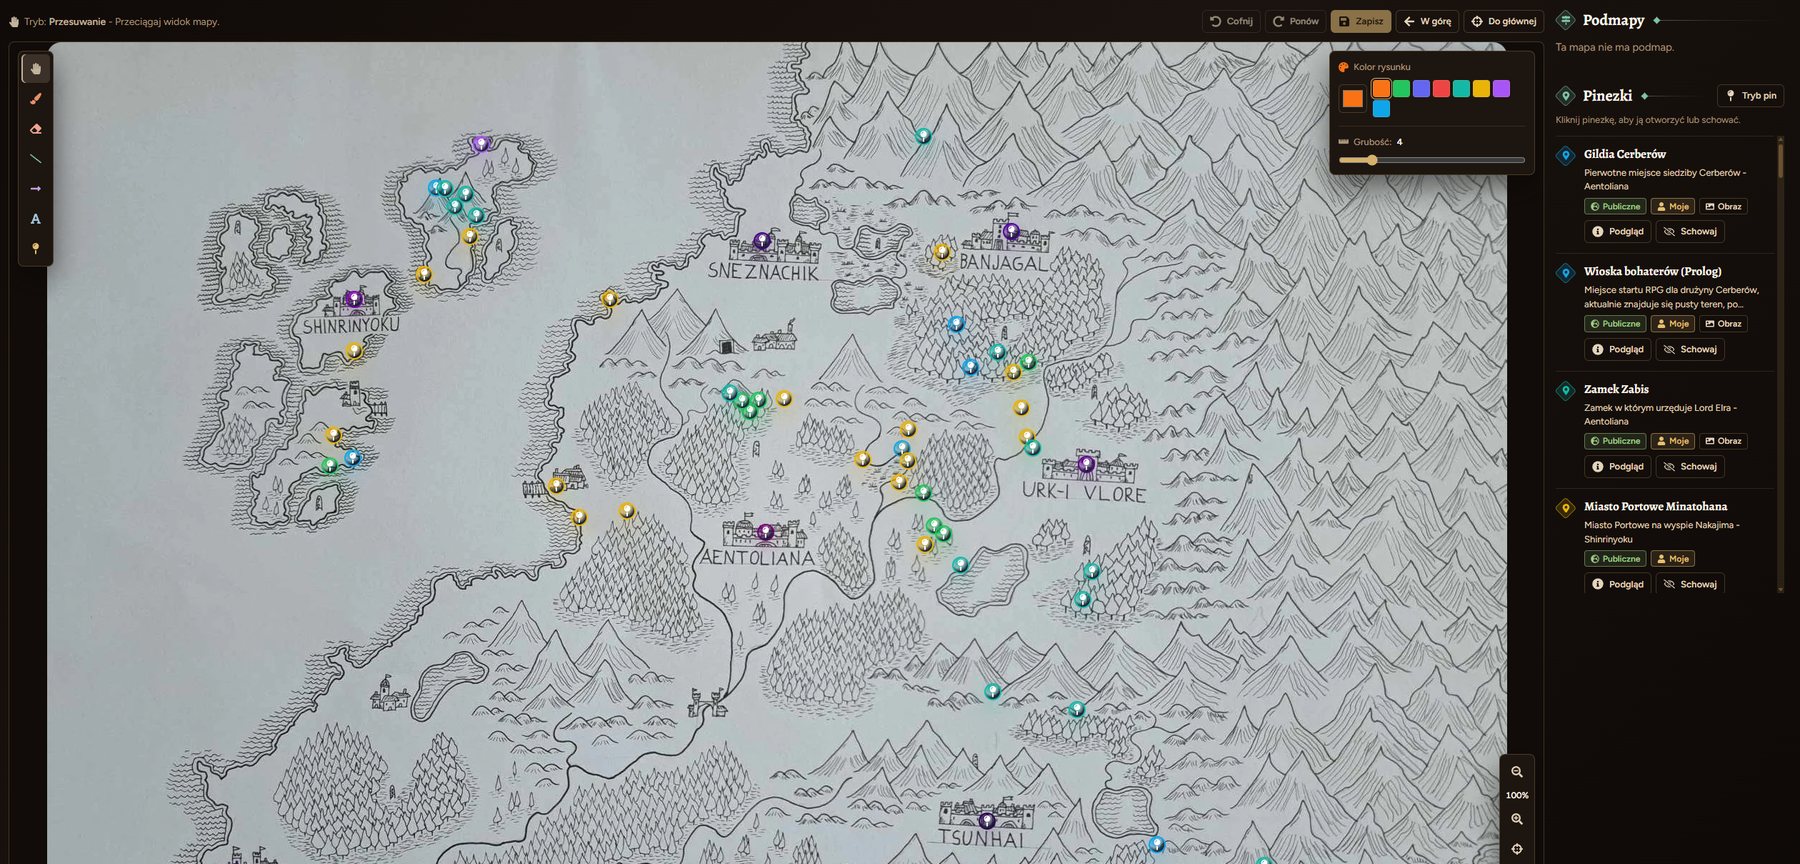 Tryb: Przesuwanie - Przeciągaj widok mapy.
Cofnij
Ponów
Zapisz
W górę
Do głównej
Kolor rysunku
Grubość: 4
A
SNEZNACHIK
BANJAGAL
SHINRINYOKU
URK-I VLORE
AENTOLIANA
TSUNHAI
100%
Podmapy
Ta mapa nie ma podmap.
Pinezki
Tryb pin
Kliknij pinezkę, aby ją otworzyć lub schować.
Gildia Cerberów
Pierwotne miejsce siedziby Cerberów -
Aentoliana
Publiczne
Moje
Obraz
Podgląd
Schowaj
Wioska bohaterów (Prolog)
Miejsce startu RPG dla drużyny Cerberów,
aktualnie znajduje się pusty teren, po...
Publiczne
Moje
Obraz
Podgląd
Schowaj
Zamek Zabis
Zamek w którym urzęduje Lord Elra -
Aentoliana
Publiczne
Moje
Obraz
Podgląd
Schowaj
Miasto Portowe Minatohana
Miasto Portowe na wyspie Nakajima -
Shinrinyoku
Publiczne
Moje
Podgląd
Schowaj